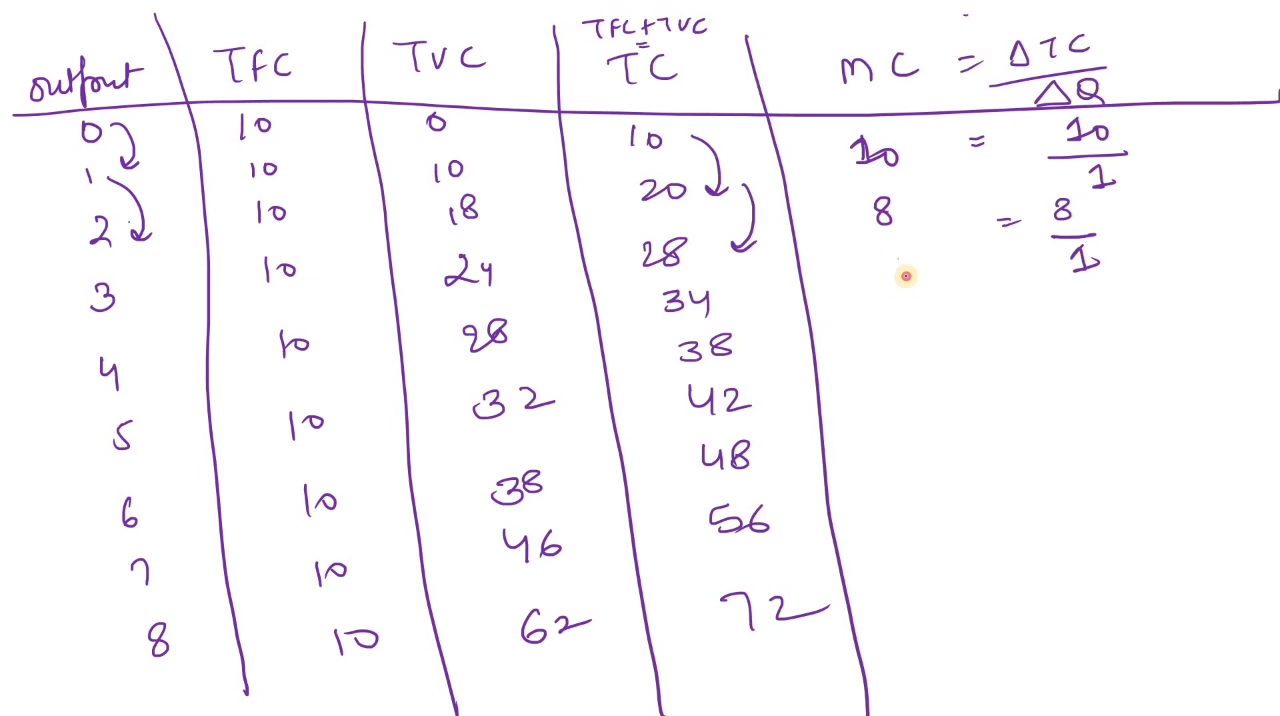 TFC+TVC
=
output TFC TVC TC MC = ΔTC/ΔQ
0 10 0 10 10 = 10/1
1 10 10 20
2 10 18 28 8 = 8/1
3 10 24 34
4 10 28 38
5 10 32 42
6 10 38 48
7 10 46 56
8 10 62 72